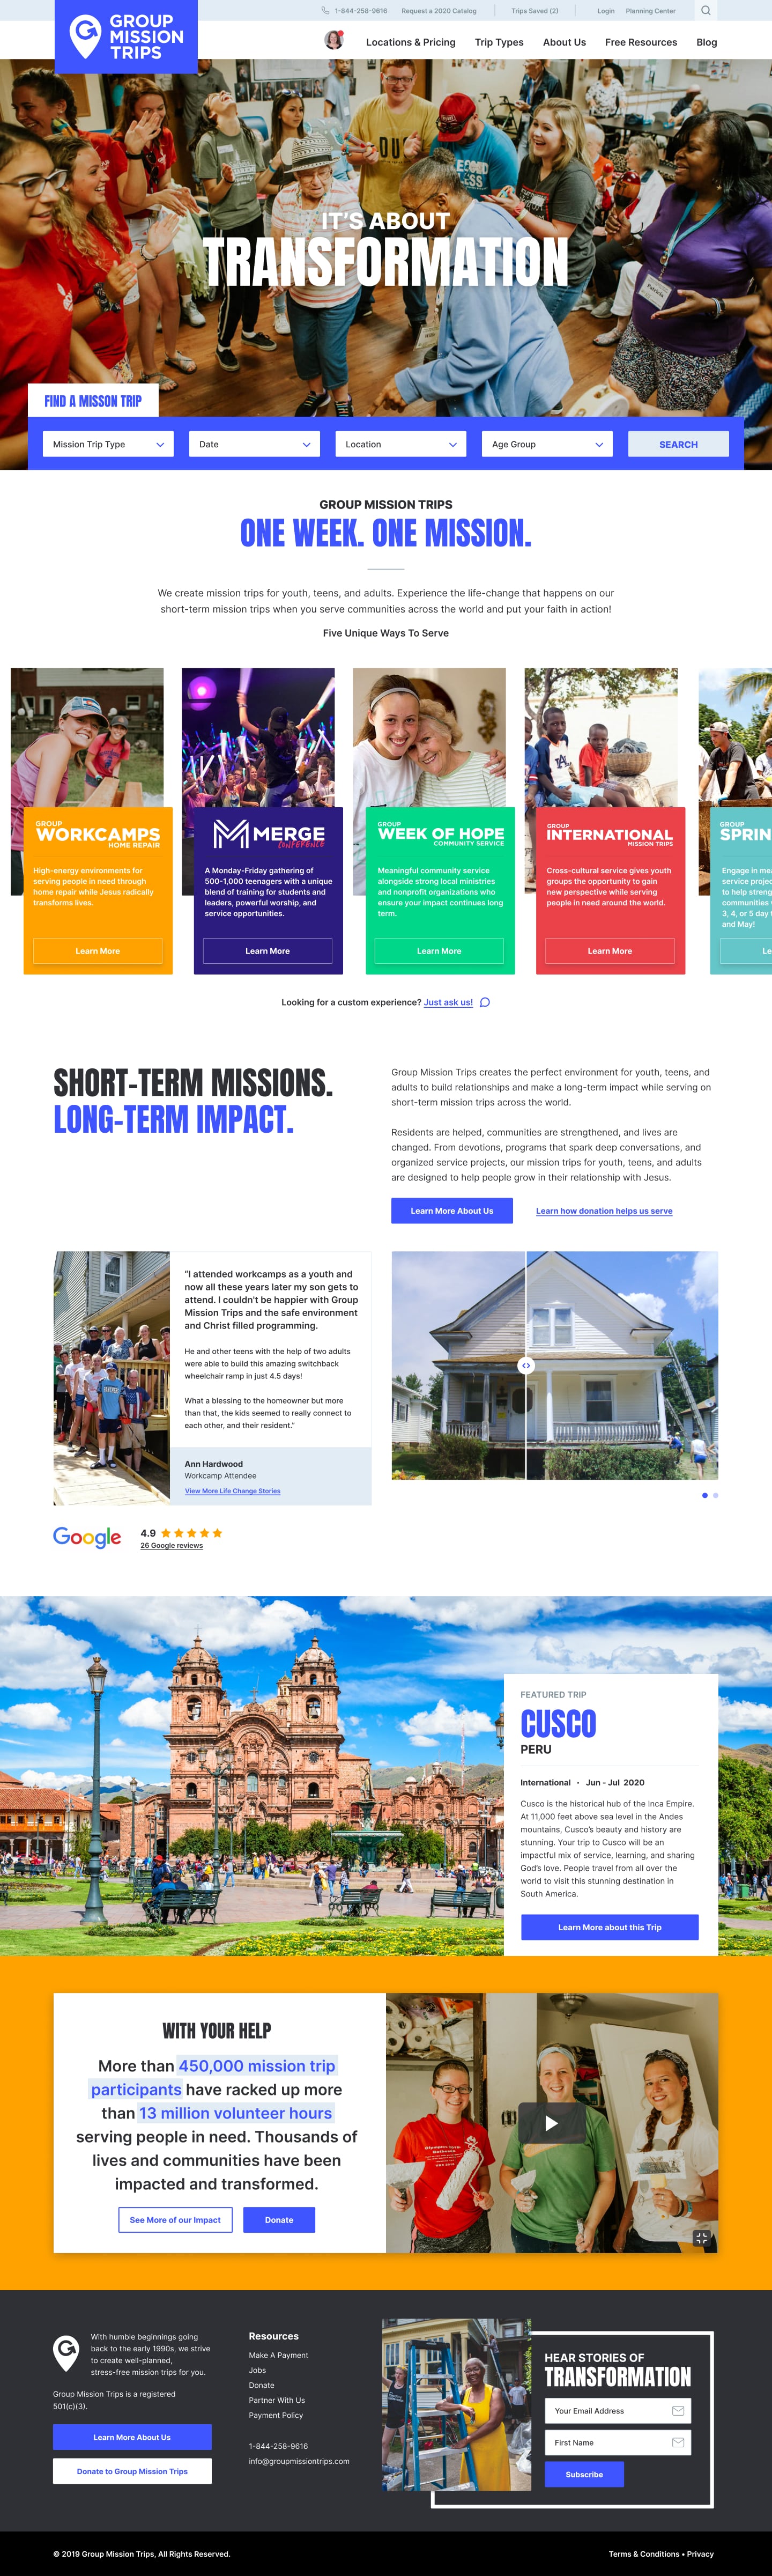 GROUP
MISSION
TRIPS
1-844-258-9616
Request a 2020 Catalog
Trips Saved (2)
Login
Planning Center
Locations & Pricing
Trip Types
About Us
Free Resources
Blog
IT'S ABOUT
TRANSFORMATION
Patricia
FIND A MISSON TRIP
Mission Trip Type
Date
Location
Age Group
SEARCH
GROUP MISSION TRIPS
ONE WEEK. ONE MISSION.
We create mission trips for youth, teens, and adults. Experience the life-change that happens on our
short-term mission trips when you serve communities across the world and put your faith in action!
Five Unique Ways To Serve
GROUP
WORKCAMPS
HOME REPAIR
High-energy environments for
serving people in need through
home repair while Jesus radically
transforms lives.
Learn More
MERGE
CONFERENCE
A Monday-Friday gathering of
500-1,000 teenagers with a unique
blend of training for students and
leaders, powerful worship, and
service opportunities.
Learn More
GROUP
WEEK OF HOPE
COMMUNITY SERVICE
Meaningful community service
alongside strong local ministries
and nonprofit organizations who
ensure your impact continues long
term.
Learn More
GROUP
INTERNATIONAL
MISSION TRIPS
Cross-cultural service gives youth
groups the opportunity to gain
new perspective while serving
people in need around the world.
Learn More
GROUP
SPRIN
Engage in me
service projec
to help streng
communities
3, 4, or 5 day
and May!
Le
Looking for a custom experience? Just ask us!
SHORT-TERM MISSIONS.
LONG-TERM IMPACT.
Group Mission Trips creates the perfect environment for youth, teens, and
adults to build relationships and make a long-term impact while serving on
short-term mission trips across the world.
Residents are helped, communities are strengthened, and lives are
changed. From devotions, programs that spark deep conversations, and
organized service projects, our mission trips for youth, teens, and adults
are designed to help people grow in their relationship with Jesus.
Learn More About Us
Learn how donation helps us serve
“I attended workcamps as a youth and
now all these years later my son gets to
attend. I couldn't be happier with Group
Mission Trips and the safe environment
and Christ filled programming.
He and other teens with the help of two adults
were able to build this amazing switchback
wheelchair ramp in just 4.5 days!
What a blessing to the homeowner but more
than that, the kids seemed to really connect to
each other, and their resident.”
Ann Hardwood
Workcamp Attendee
View More Life Change Stories
Google
4.9
26 Google reviews
FEATURED TRIP
CUSCO
PERU
International · Jun - Jul 2020
Cusco is the historical hub of the Inca Empire.
At 11,000 feet above sea level in the Andes
mountains, Cusco's beauty and history are
stunning. Your trip to Cusco will be an
impactful mix of service, learning, and sharing
God's love. People travel from all over the
world to visit this stunning destination in
South America.
Learn More about this Trip
WITH YOUR HELP
More than 450,000 mission trip
participants have racked up more
than 13 million volunteer hours
serving people in need. Thousands of
lives and communities have been
impacted and transformed.
See More of our Impact
Donate
With humble beginnings going
back to the early 1990s, we strive
to create well-planned,
stress-free mission trips for you.
Group Mission Trips is a registered
501(c)(3).
Learn More About Us
Donate to Group Mission Trips
Resources
Make A Payment
Jobs
Donate
Partner With Us
Payment Policy
1-844-258-9616
info@groupmissiontrips.com
HEAR STORIES OF
TRANSFORMATION
Your Email Address
First Name
Subscribe
© 2019 Group Mission Trips, All Rights Reserved.
Terms & Conditions • Privacy